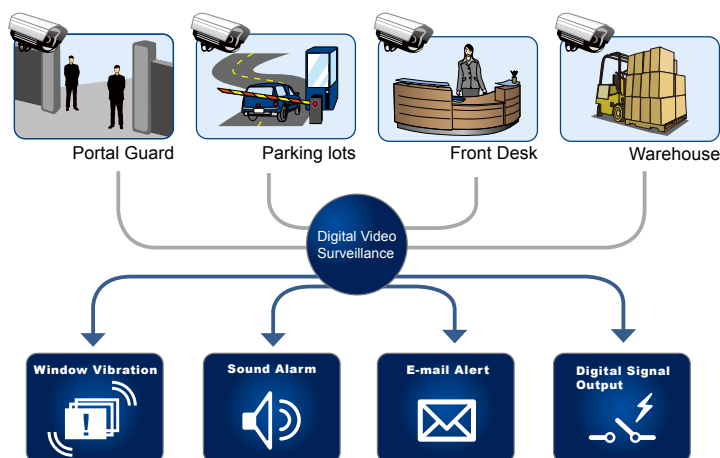 Portal Guard
Parking lots
Front Desk
Warehouse
Digital Video
Surveillance
Window Vibration
!
Sound Alarm
E-mail Alert
Digital Signal
Output